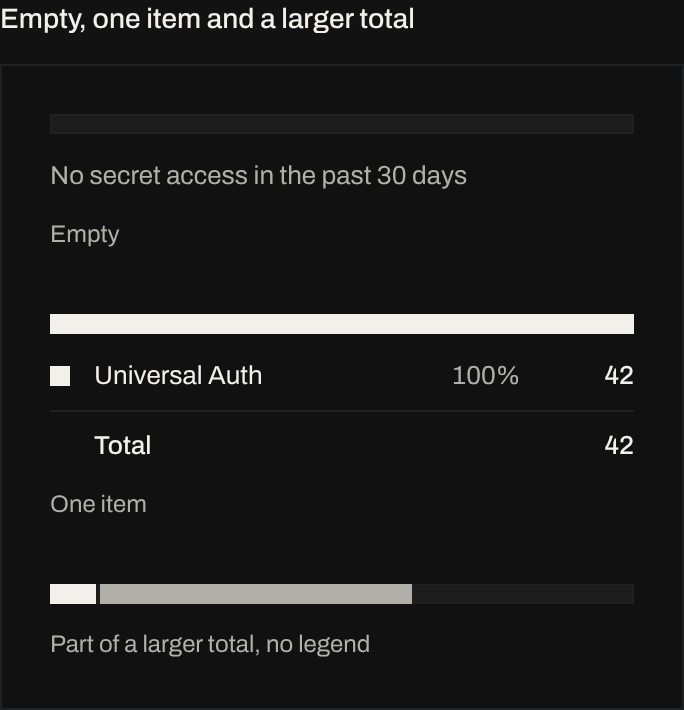 Empty, one item and a larger total
No secret access in the past 30 days
Empty
Universal Auth 100% 42
Total 42
One item
Part of a larger total, no legend